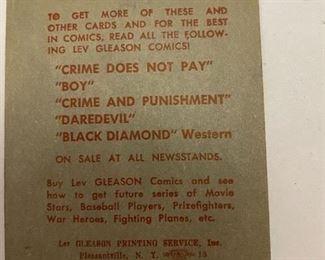 TO GET MORE OF THESE AND
OTHER CARDS AND FOR THE BEST
IN COMICS, READ ALL THE FOLLOW-
ING LEV GLEASON COMICS!
"CRIME DOES NOT PAY"
"BOY"
"CRIME AND PUNISHMENT"
"DAREDEVIL"
"BLACK DIAMOND" Western
ON SALE AT ALL NEWSSTANDS.
Buy Lev GLEASON Comics and see
how to get future series of Movie
Stars, Baseball Players, Prizefighters,
War Heroes, Fighting Planes, etc.
Lev GLEASON PRINTING SERVICE, Inc.
Pleasantville, N. Y. 15